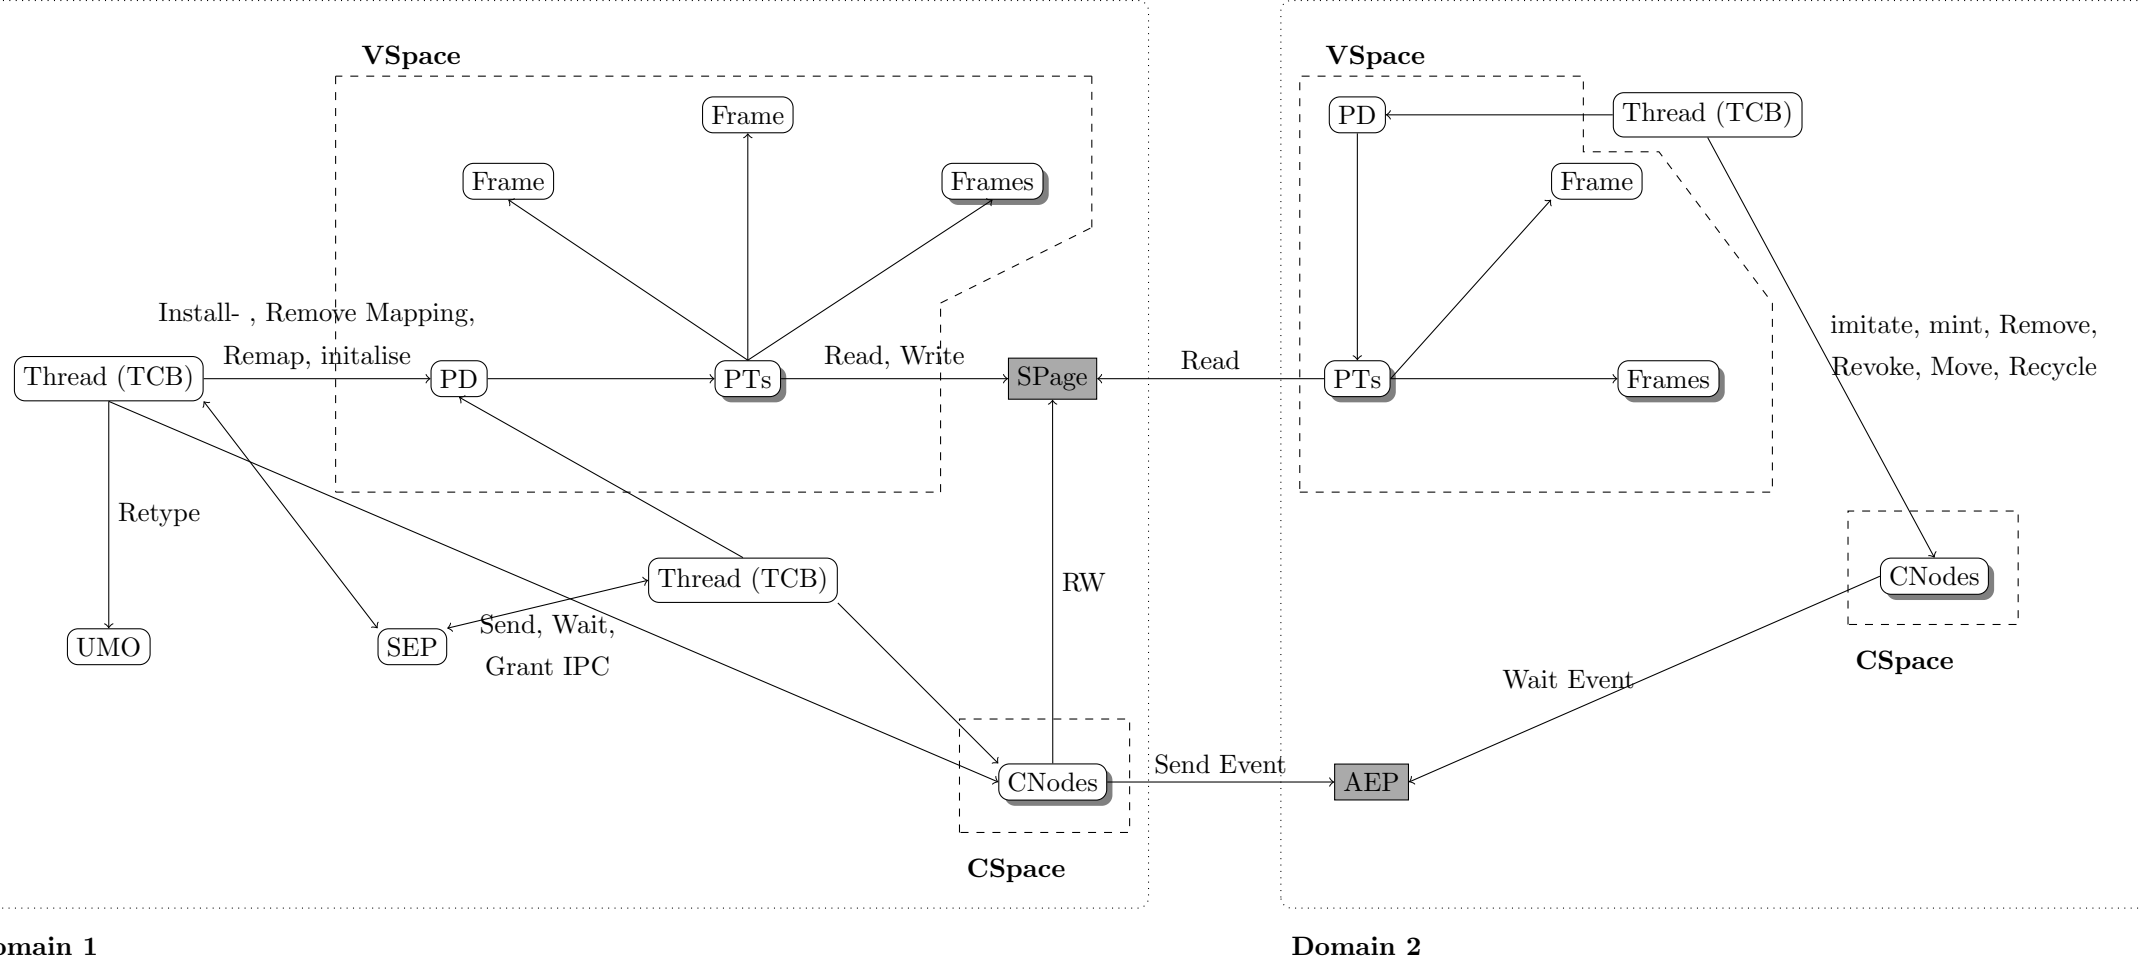 VSpace
VSpace
Frame
PD
Thread (TCB)
Frame
Frames
Frame
Install- , Remove Mapping,
Remap, initalise
imitate, mint, Remove,
Revoke, Move, Recycle
Thread (TCB)
PD
PTs
Read, Write
SPage
Read
PTs
Frames
Retype
Thread (TCB)
RW
CNodes
UMO
SEP
Send, Wait,
Grant IPC
CSpace
Wait Event
CNodes
Send Event
AEP
CSpace
omain 1
Domain 2